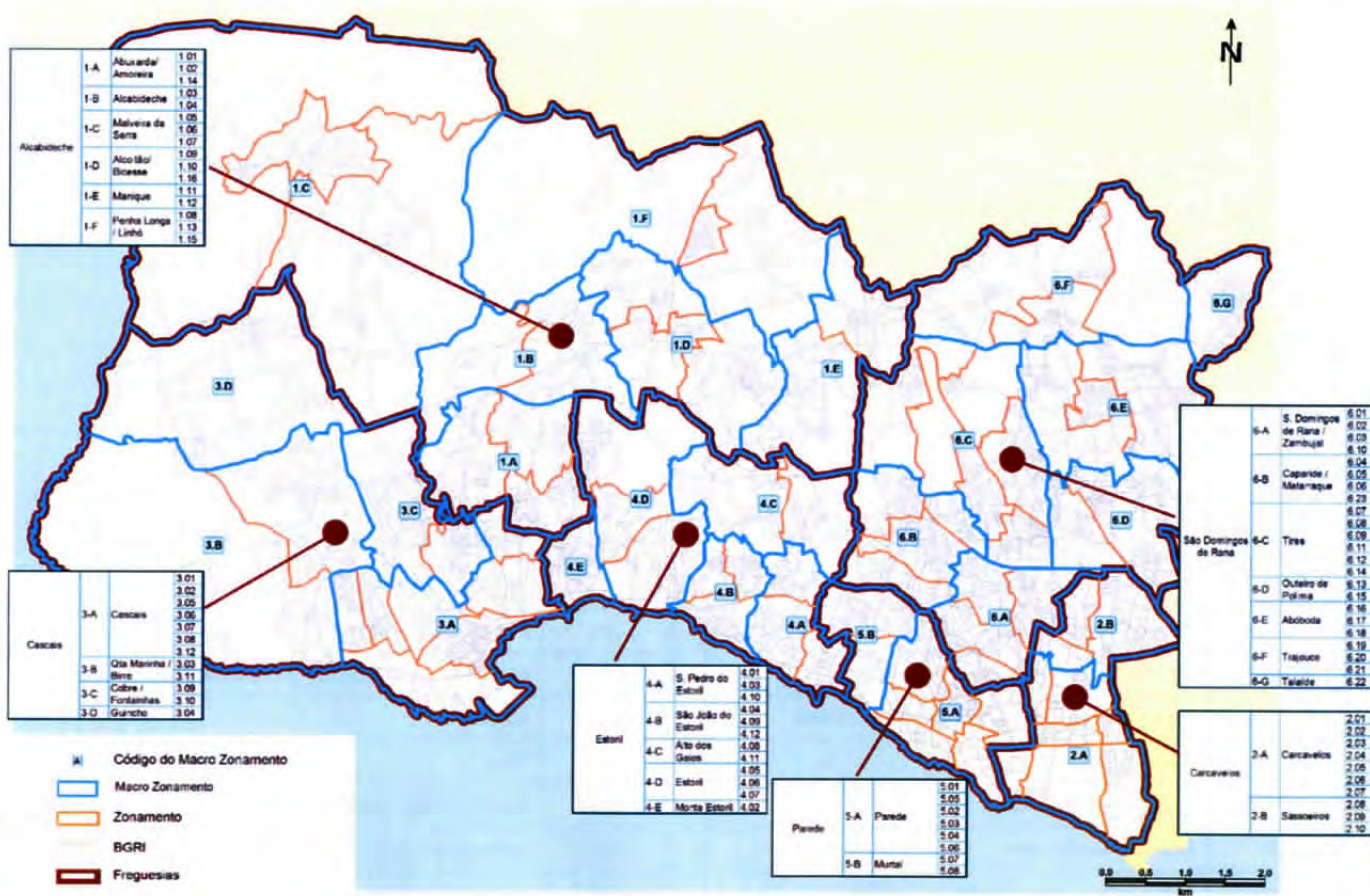 N
Alcabideche
1-A Abuxarda/ Amoreira 1.01 1.02 1.14
1-B Alcabideche 1.03 1.04
1-C Malveira da Serra 1.05 1.06 1.07
1-D Alcoitão/ Bicesse 1.09 1.10 1.16
1-E Manique 1.11 1.12
1-F Penha Longa / Linhó 1.08 1.13 1.15
1.C
1.F
6.F
6.G
1.B
1.D
1.E
3.D
6.E
6.C
1.A
4.D
4.C
3.C
6.D
3.B
6.B
4.E
4.B
6.A
2.B
3.A
4.A
5.B
5.A
2.A
São Domingos de Rana
6-A S. Domingos de Rana / Zambujal 6.01 6.02 6.03 6.10
6-B Caparide / Matarraque 6.04 6.05 6.06
6-C Tires 6.07 6.08 6.09 6.11 6.12 6.14
6-D Outeiro de Polima 6.13 6.15
6-E Abóboda 6.16 6.17 6.18
6-F Trajouce 6.19 6.20 6.21
6-G Talaíde 6.22
Cascais
3-A Cascais 3.01 3.02 3.05 3.06 3.07 3.08 3.12
3-B Qta Marinha / Birre 3.03 3.11
3-C Cobre / Fontainhas 3.09 3.10
3-D Guincho 3.04
Estoril
4-A S. Pedro do Estoril 4.01 4.03 4.10
4-B São João do Estoril 4.04 4.09 4.12
4-C Alto dos Gaios 4.08 4.11
4-D Estoril 4.05 4.06 4.07
4-E Monte Estoril 4.02
Parede
5-A Parede 5.01 5.05 5.02 5.03 5.04 5.06
5-B Murtal 5.07 5.08
Carcavelos
2-A Carcavelos 2.01 2.02 2.03 2.04 2.05 2.06 2.07
2-B Sassoeiros 2.08 2.09 2.10
A Código do Macro Zonamento
Macro Zonamento
Zonamento
BGRI
Freguesias
0,0 0,5 1,0 1,5 2,0
km